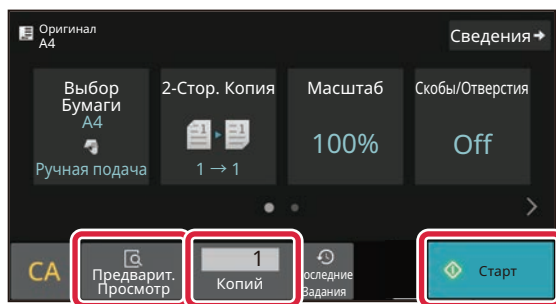 Оригинал
A4
Сведения
Выбор
Бумаги
A4
Ручная подача
2-Стор. Копия
1 → 1
Масштаб
100%
Скобы/Отверстия
Off
CA
Предварит.
Просмотр
1
Копий
оследние
Задания
Старт